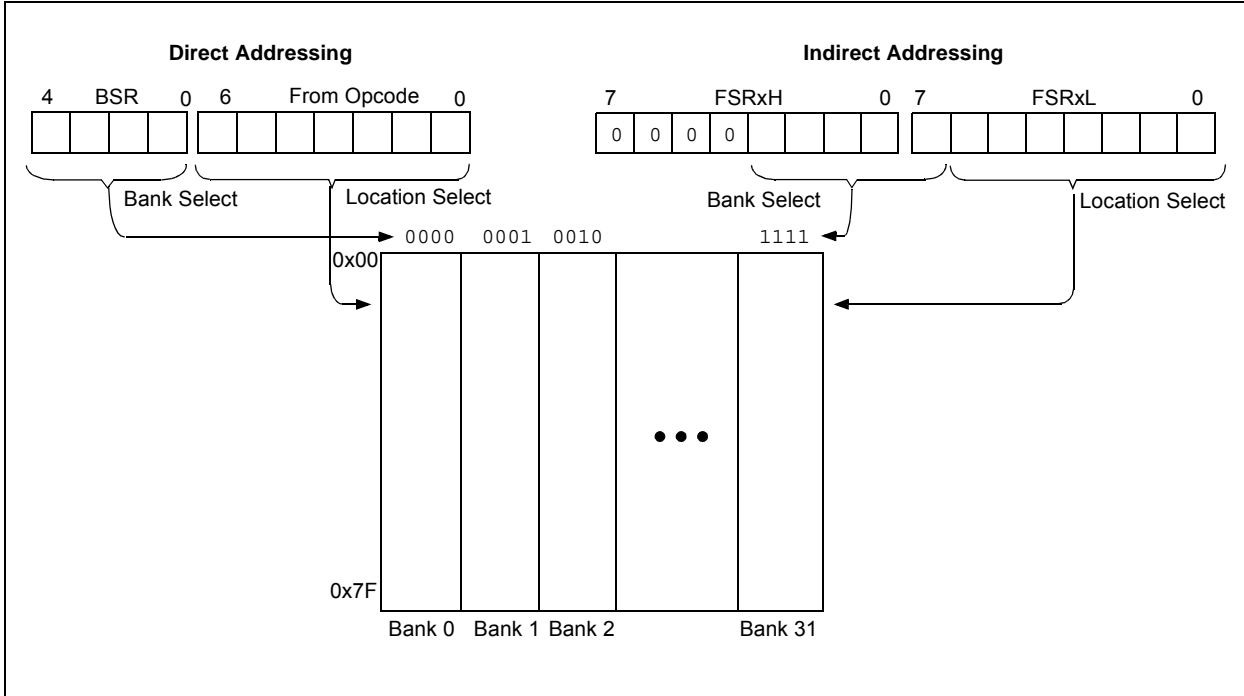 Direct Addressing
Indirect Addressing
4 BSR 0 6 From Opcode 0
7 FSRxH 0 7 FSRxL 0
0 0 0 0
Bank Select
Location Select
Bank Select
Location Select
0000 0001 0010 1111
0x00
0x7F
Bank 0 Bank 1 Bank 2 Bank 31